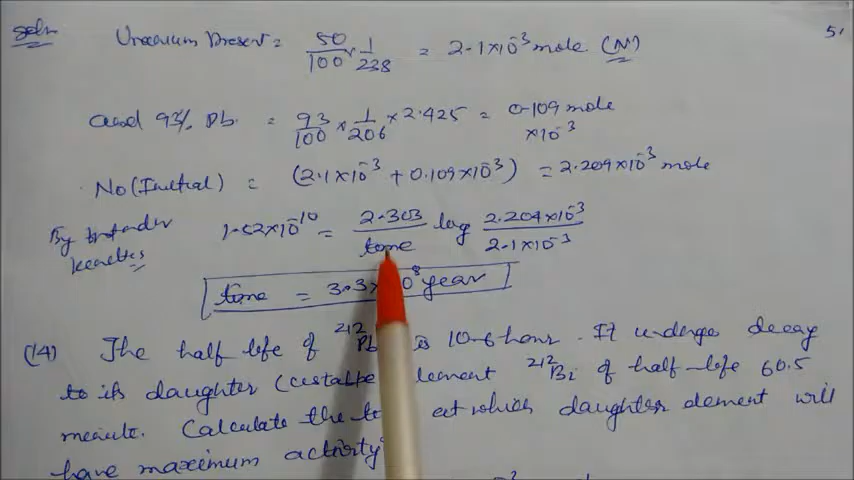 Soln Uranium Present = 50/100 × 1/238 = 2.1×10⁻³ mole (N) 5.
and 93% Pb = 93/100 × 1/206 × 2.425 = 0.109 mole
×10⁻³
No (Initial) = (2.1×10⁻³ + 0.109×10⁻³) = 2.209×10⁻³ mole
By Ist order 1.52×10⁻¹⁰ = 2.303/time log 2.204×10⁻³/2.1×10⁻³
kinetics
time = 3.3× 0⁸ year
(14) The half life of ²¹²Pb is 10.6 hour. It undergo decay
to its daughter (unstable element ²¹²Bi of half-life 60.5
minute. Calculate the at which daughter element will
have maximum activity